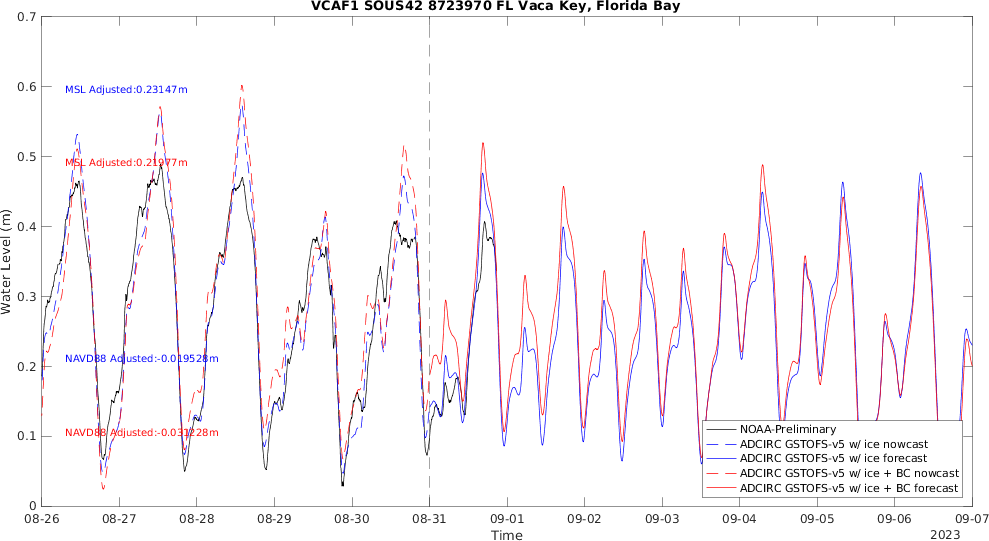 VCAF1 SOUS42 8723970 FL Vaca Key, Florida Bay
0.7
0.6
0.5
0.4
0.3
0.2
0.1
0
Water Level (m)
MSL Adjusted:0.23147m
MSL Adjusted:0.21977m
NAVD88 Adjusted:-0.019528m
NAVD88 Adjusted:-0.031228m
NOAA-Preliminary
ADCIRC GSTOFS-v5 w/ ice nowcast
ADCIRC GSTOFS-v5 w/ ice forecast
ADCIRC GSTOFS-v5 w/ ice + BC nowcast
ADCIRC GSTOFS-v5 w/ ice + BC forecast
08-26 08-27 08-28 08-29 08-30 08-31 09-01 09-02 09-03 09-04 09-05 09-06 09-07
Time
2023